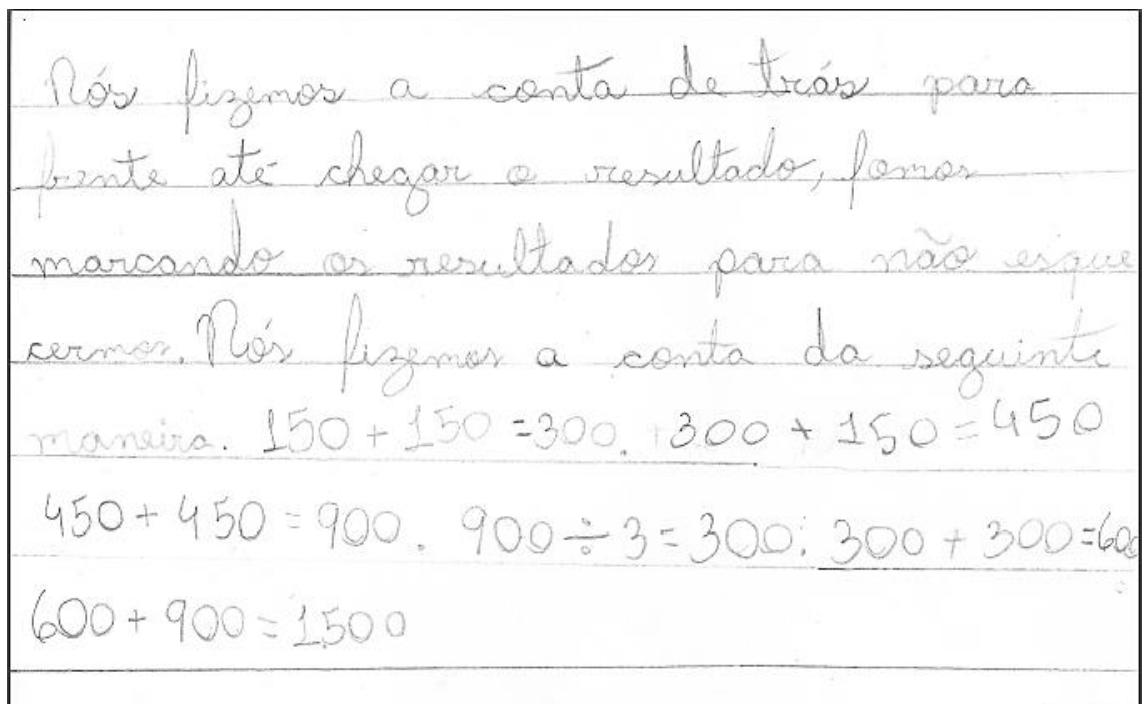 Nós fizemos a conta de trás para
frente até chegar o resultado, fomos
marcando os resultados para não esque
cermos. Nós fizemos a conta da seguinte
maneira. 150 + 150 = 300. 300 + 150 = 450
450 + 450 = 900. 900 ÷ 3 = 300. 300 + 300 = 600
600 + 900 = 1500